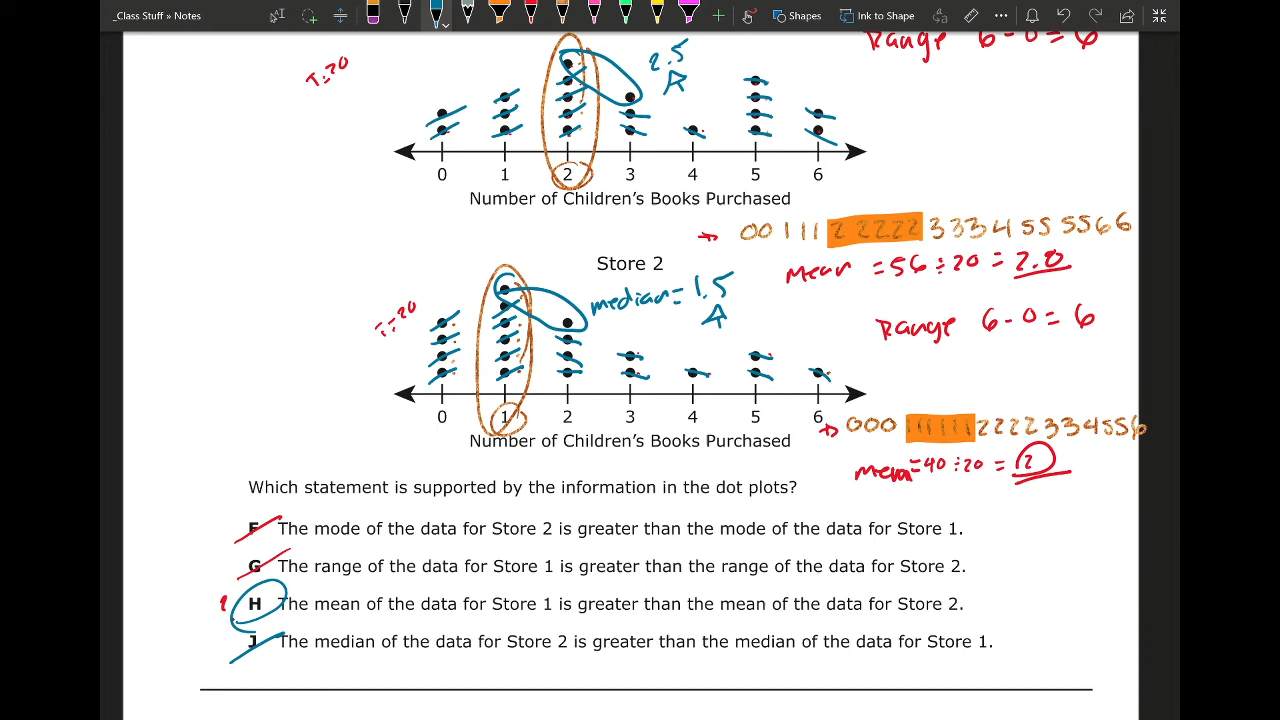 _Class Stuff » Notes
Shapes
Ink to Shape
Range 6-0=6
T=20
2.5
0 1 2 3 4 5 6
Number of Children's Books Purchased
00 111 2 2222 333 4 55 5566
mean = 56 ÷ 20 = 2.8
Store 2
median = 1.5
T=20
Range 6-0=6
0 1 2 3 4 5 6
Number of Children's Books Purchased
000 111111 2222 33 4556
mean = 40 ÷ 20 = 2
Which statement is supported by the information in the dot plots?
F The mode of the data for Store 2 is greater than the mode of the data for Store 1.
G The range of the data for Store 1 is greater than the range of the data for Store 2.
H The mean of the data for Store 1 is greater than the mean of the data for Store 2.
J The median of the data for Store 2 is greater than the median of the data for Store 1.